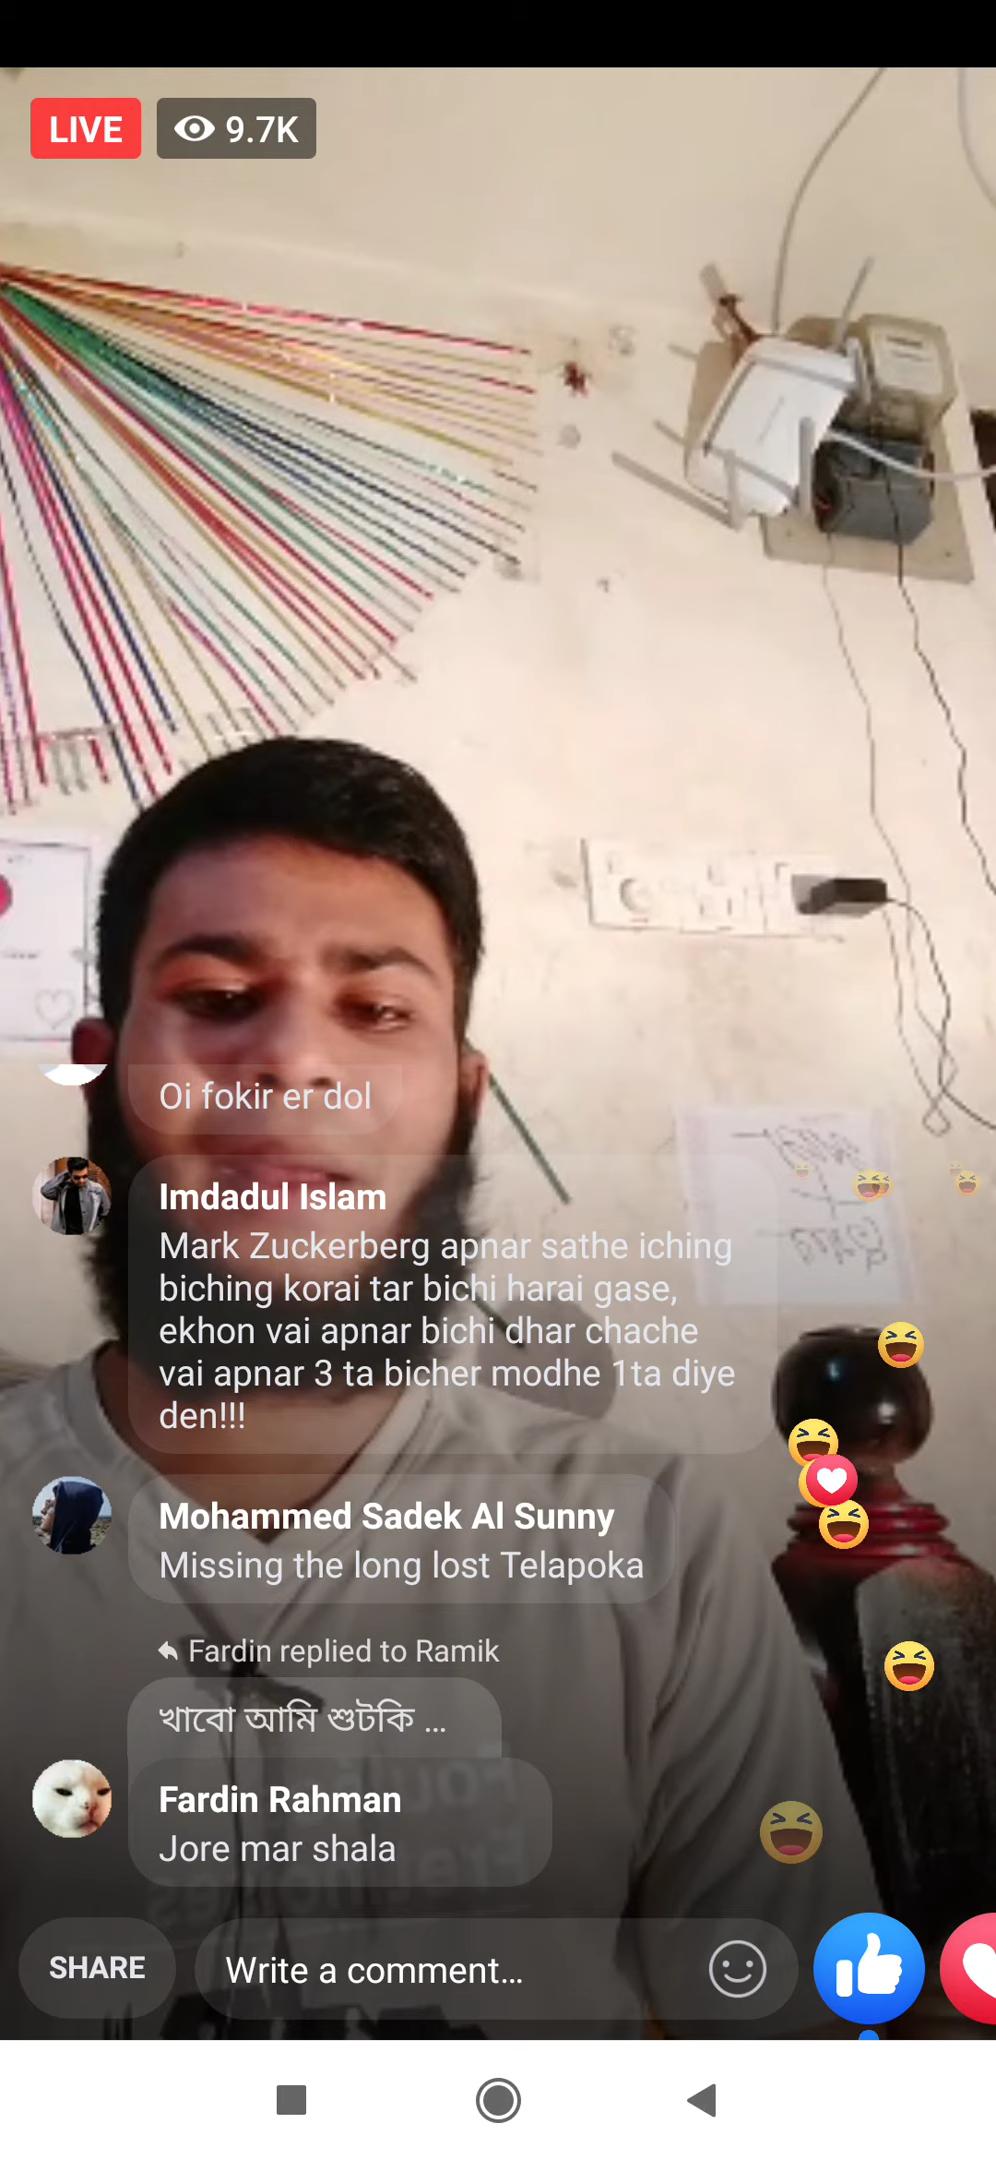 LIVE
9.7K
Oi fokir er dol
Imdadul Islam
Mark Zuckerberg apnar sathe iching
biching korai tar bichi harai gase,
ekhon vai apnar bichi dhar chache
vai apnar 3 ta bicher modhe 1ta diye
den!!!
Mohammed Sadek Al Sunny
Missing the long lost Telapoka
Fardin replied to Ramik
খাবো আমি শুটকি ...
Fardin Rahman
Jore mar shala
SHARE
Write a comment...